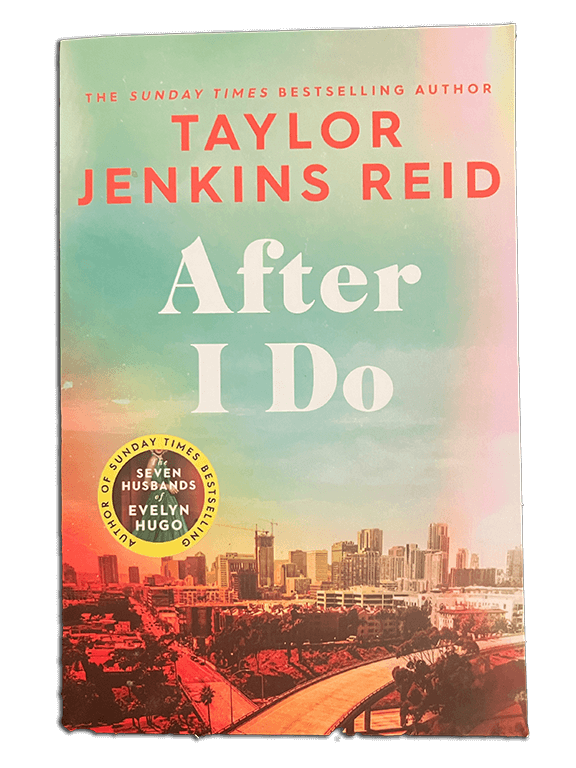 THE SUNDAY TIMES BESTSELLING AUTHOR
TAYLOR
JENKINS REID
After
I Do
AUTHOR OF SUNDAY TIMES BESTSELLING
The
SEVEN
HUSBANDS
of
EVELYN
HUGO